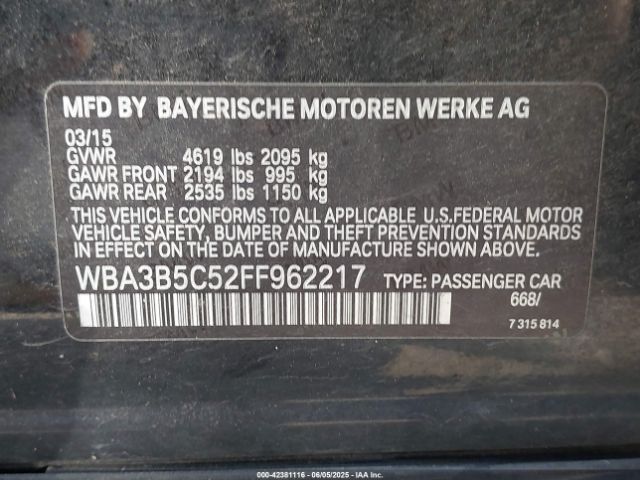 MFD BY BAYERISCHE MOTOREN WERKE AG
03/15
GVWR 4619 lbs 2095 kg
GAWR FRONT 2194 lbs 995 kg
GAWR REAR 2535 lbs 1150 kg
THIS VEHICLE CONFORMS TO ALL APPLICABLE U.S.FEDERAL MOTOR
VEHICLE SAFETY, BUMPER AND THEFT PREVENTION STANDARDS
IN EFFECT ON THE DATE OF MANUFACTURE SHOWN ABOVE.
WBA3B5C52FF962217 TYPE: PASSENGER CAR
668/
7 315 814
000-42381116 - 06/05/2025 - IAA Inc.